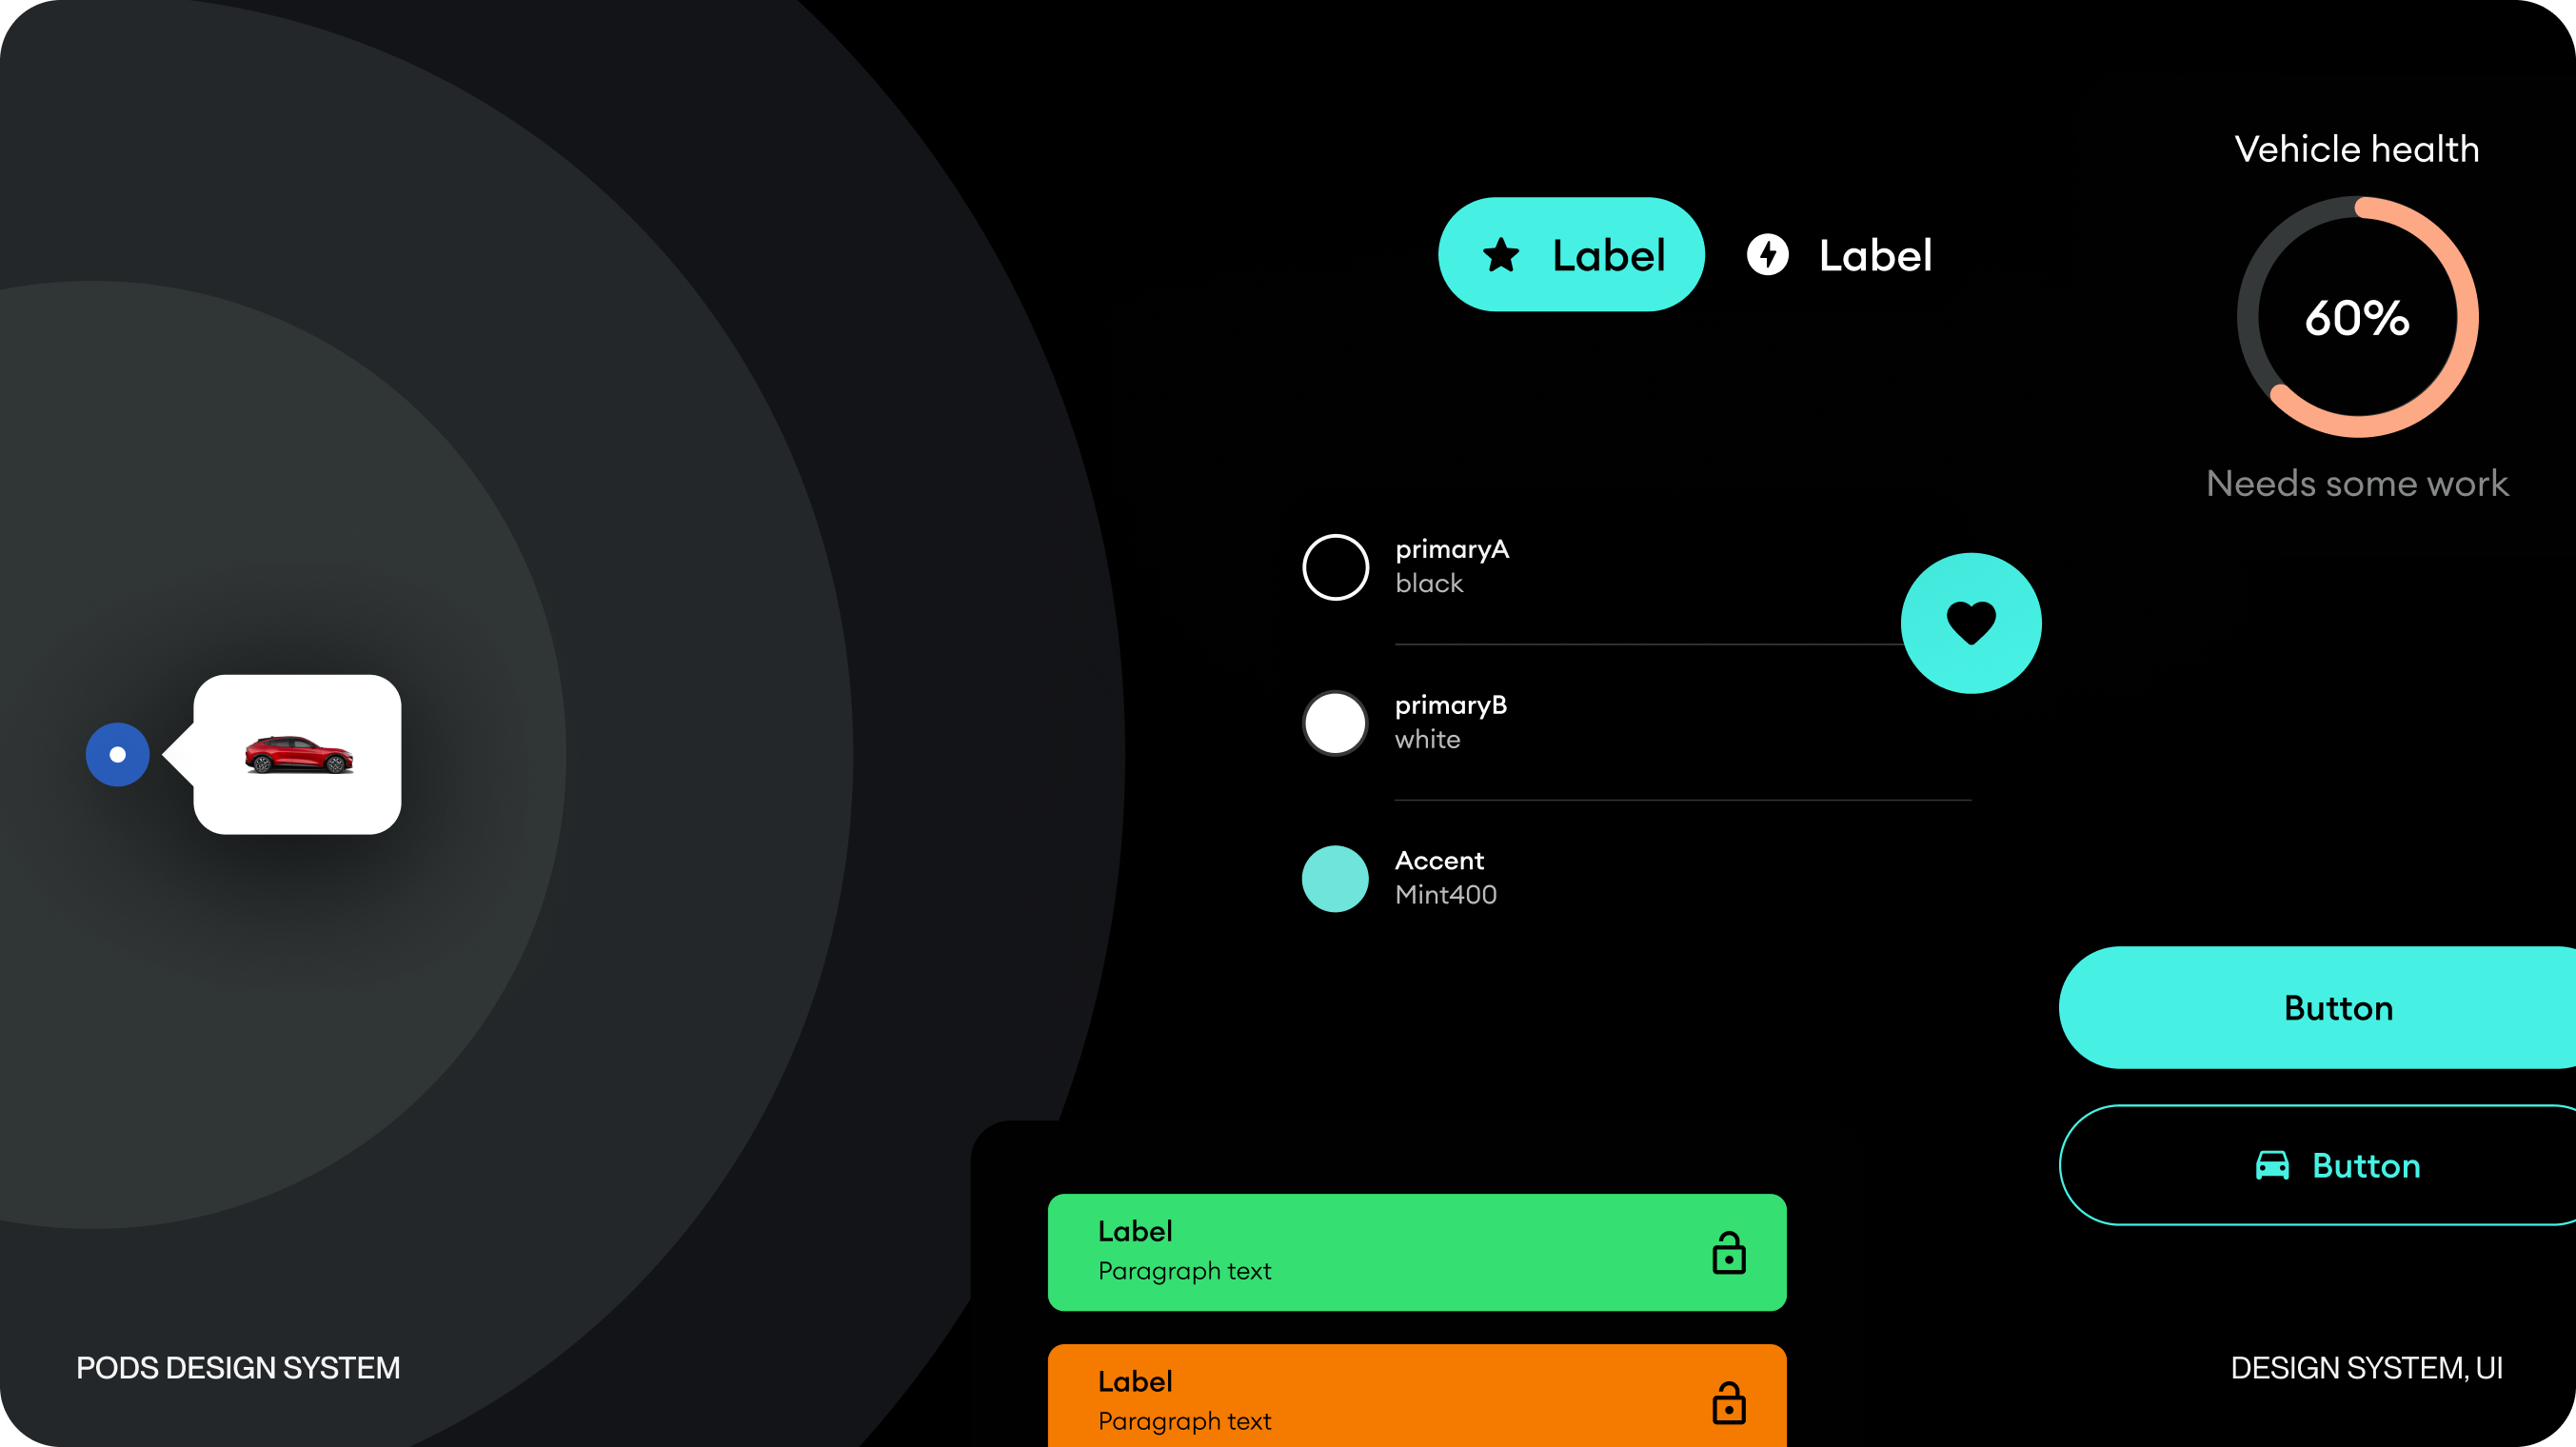 Vehicle health
Label
Label
60%
Needs some work
primaryA
black
primaryB
white
Accent
Mint400
Button
Button
Label
Paragraph text
Label
Paragraph text
PODS DESIGN SYSTEM
DESIGN SYSTEM, UI